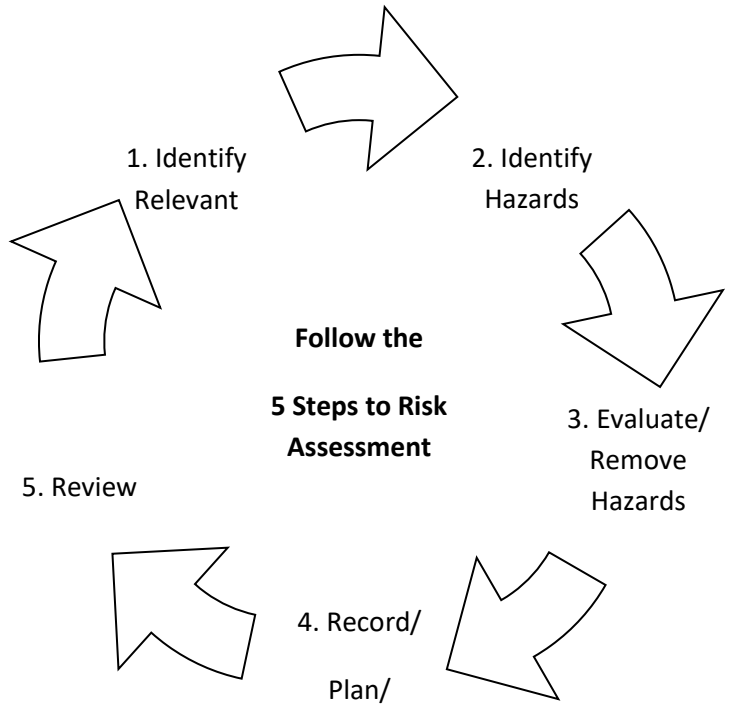 1. Identify
Relevant
2. Identify
Hazards
Follow the
5 Steps to Risk
Assessment
3. Evaluate/
Remove
Hazards
5. Review
4. Record/
Plan/